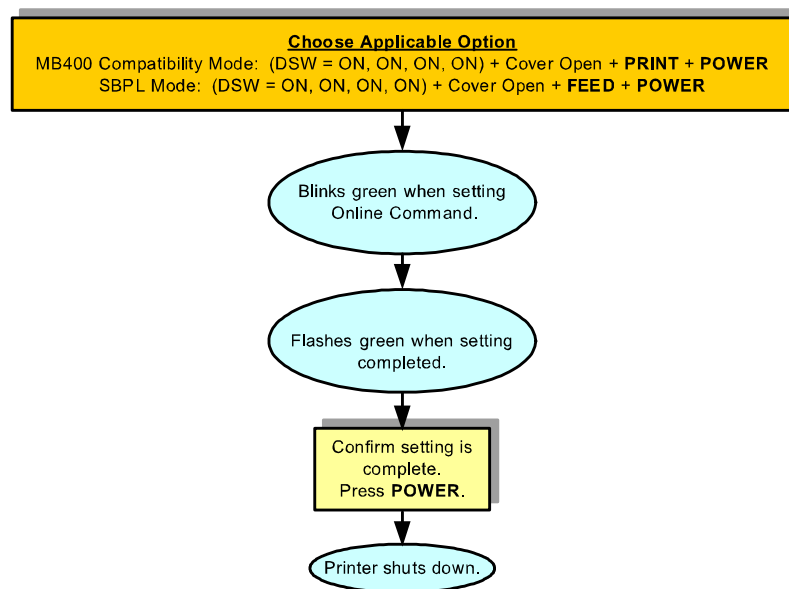 Choose Applicable Option
MB400 Compatibility Mode: (DSW = ON, ON, ON, ON) + Cover Open + PRINT + POWER
SBPL Mode: (DSW = ON, ON, ON, ON) + Cover Open + FEED + POWER
Blinks green when setting
Online Command.
Flashes green when setting
completed.
Confirm setting is
complete.
Press POWER.
Printer shuts down.